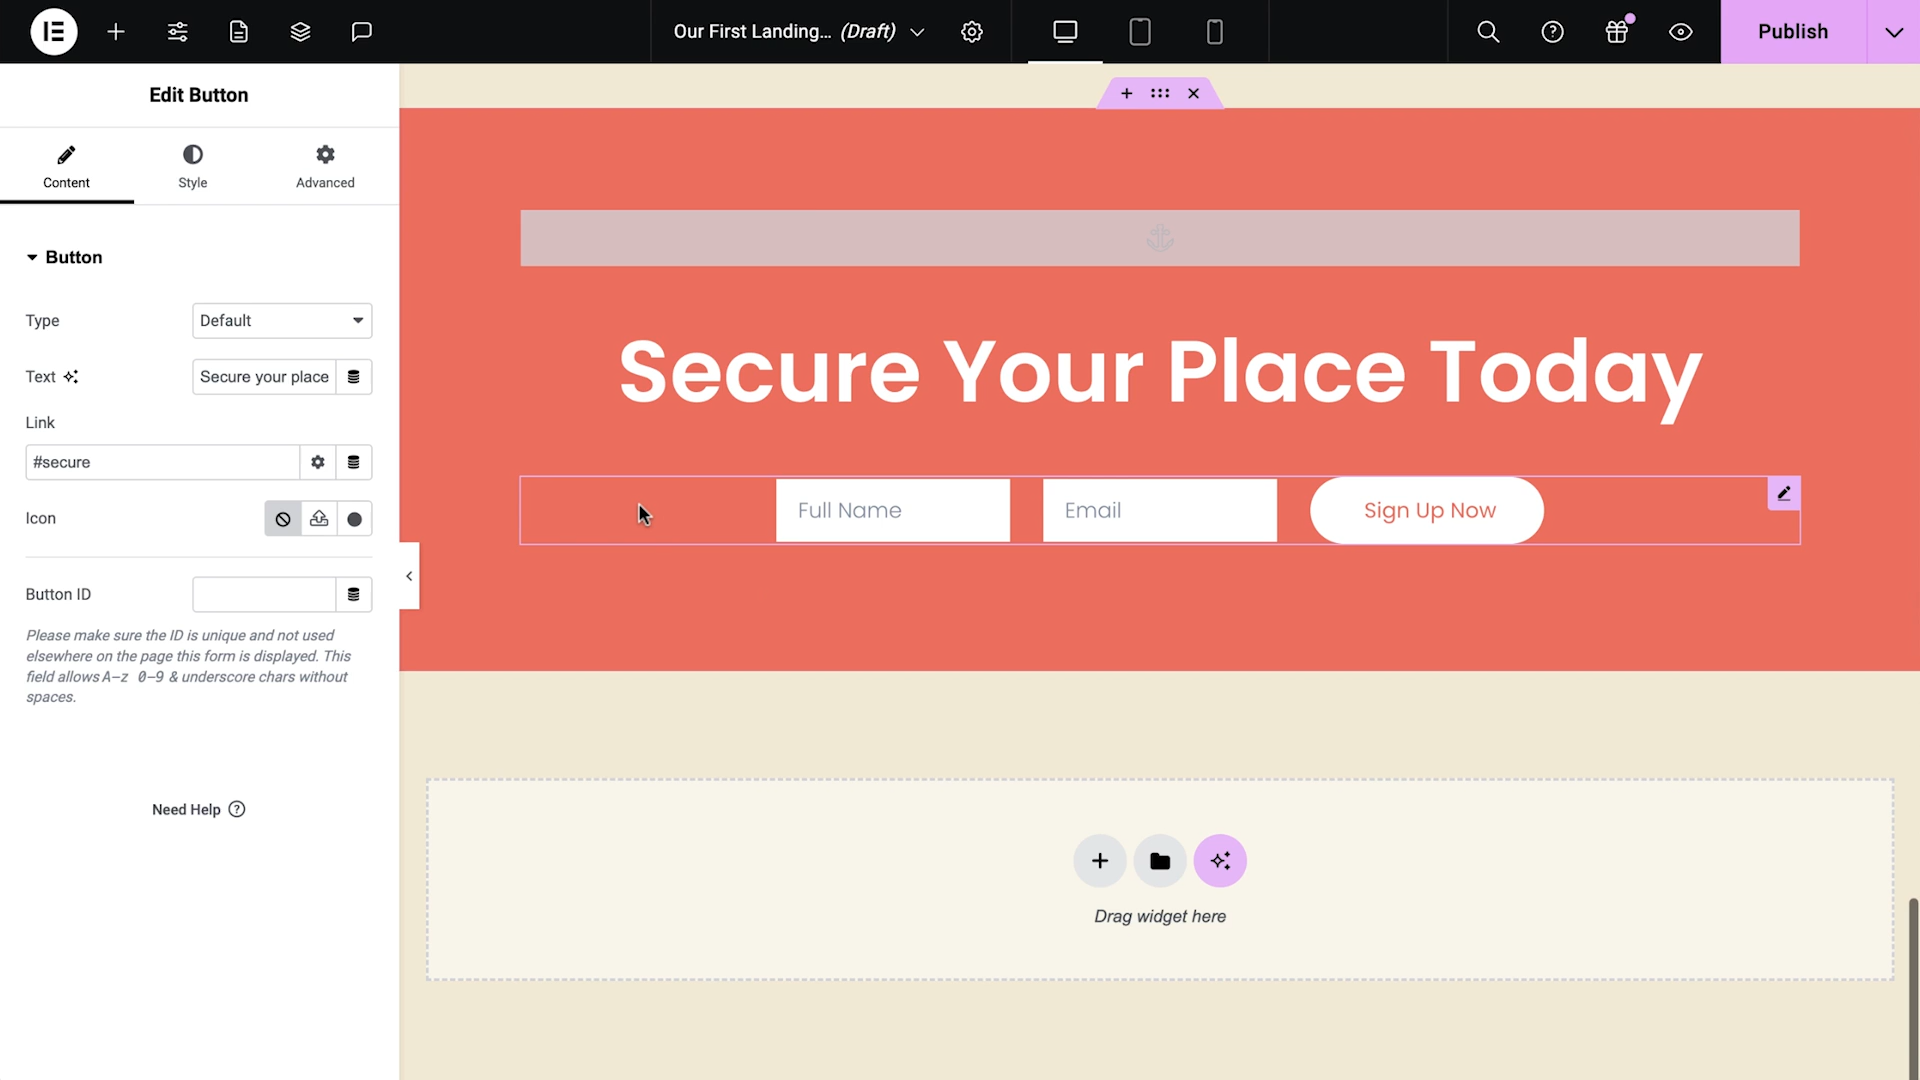 Our First Landing... (Draft)
Publish
Edit Button
Content
Style
Advanced
Button
Type
Default
Text
Secure your place
Link
#secure
Icon
Button ID
Please make sure the ID is unique and not used
elsewhere on the page this form is displayed. This
field allows A–z 0–9 & underscore chars without
spaces.
Need Help
Secure Your Place Today
Full Name
Email
Sign Up Now
Drag widget here